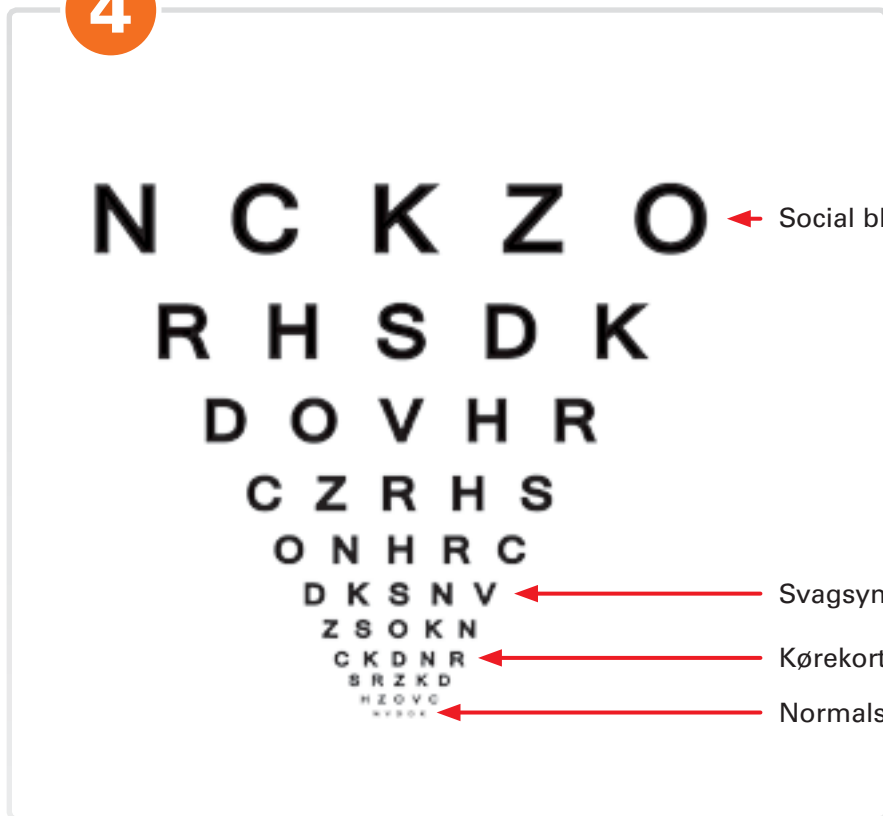 4
N C K Z O Social bl
R H S D K
D O V H R
C Z R H S
O N H R C
D K S N V Svagsyn
Z S O K N
C K D N R Kørekort
S R Z K D
H Z O V C
Normals